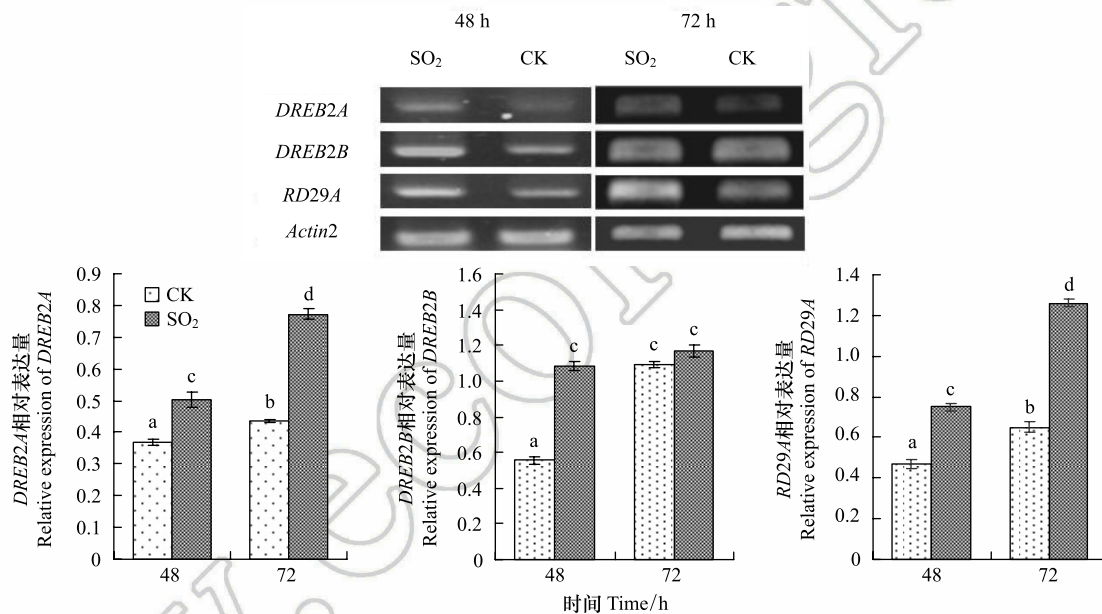 48 h 72 h
SO₂ CK SO₂ CK
DREB2A
DREB2B
RD29A
Actin2
DREB2A相对表达量
Relative expression of DREB2A
0.9
0.8
0.7
0.6
0.5
0.4
0.3
0.2
0.1
0
CK
SO₂
a
c
b
d
48 72
DREB2B相对表达量
Relative expression of DREB2B
1.6
1.4
1.2
1.0
0.8
0.6
0.4
0.2
0
a
c
c
c
48 72
RD29A相对表达量
Relative expression of RD29A
1.4
1.2
1.0
0.8
0.6
0.4
0.2
0
a
c
b
d
48 72
时间 Time/h